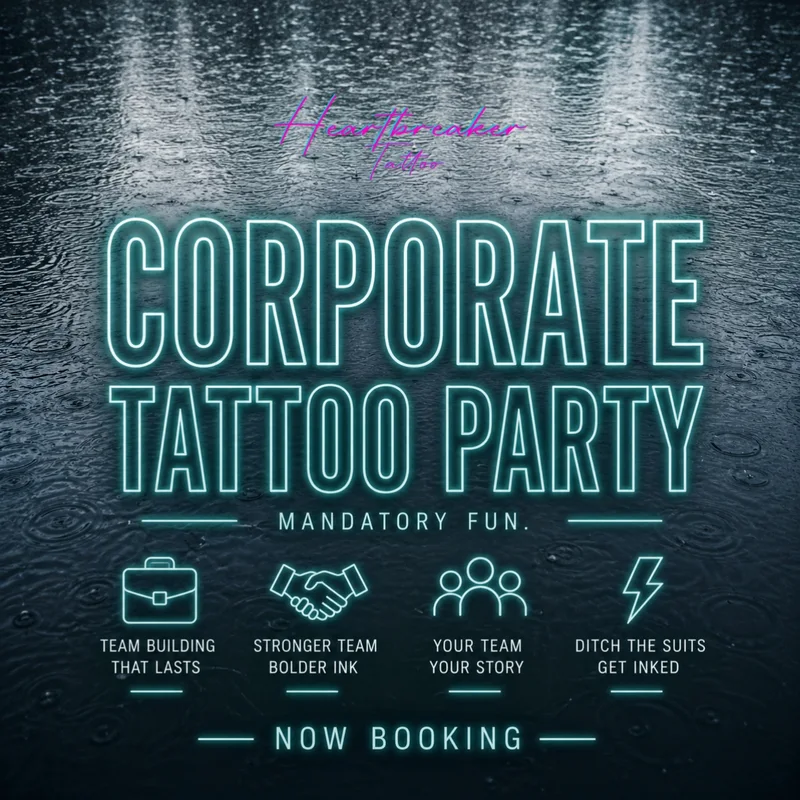 Heartbreaker
Tattoo
CORPORATE
TATTOO PARTY
MANDATORY FUN.
TEAM BUILDING
THAT LASTS
STRONGER TEAM
BOLDER INK
YOUR TEAM
YOUR STORY
DITCH THE SUITS
GET INKED
NOW BOOKING